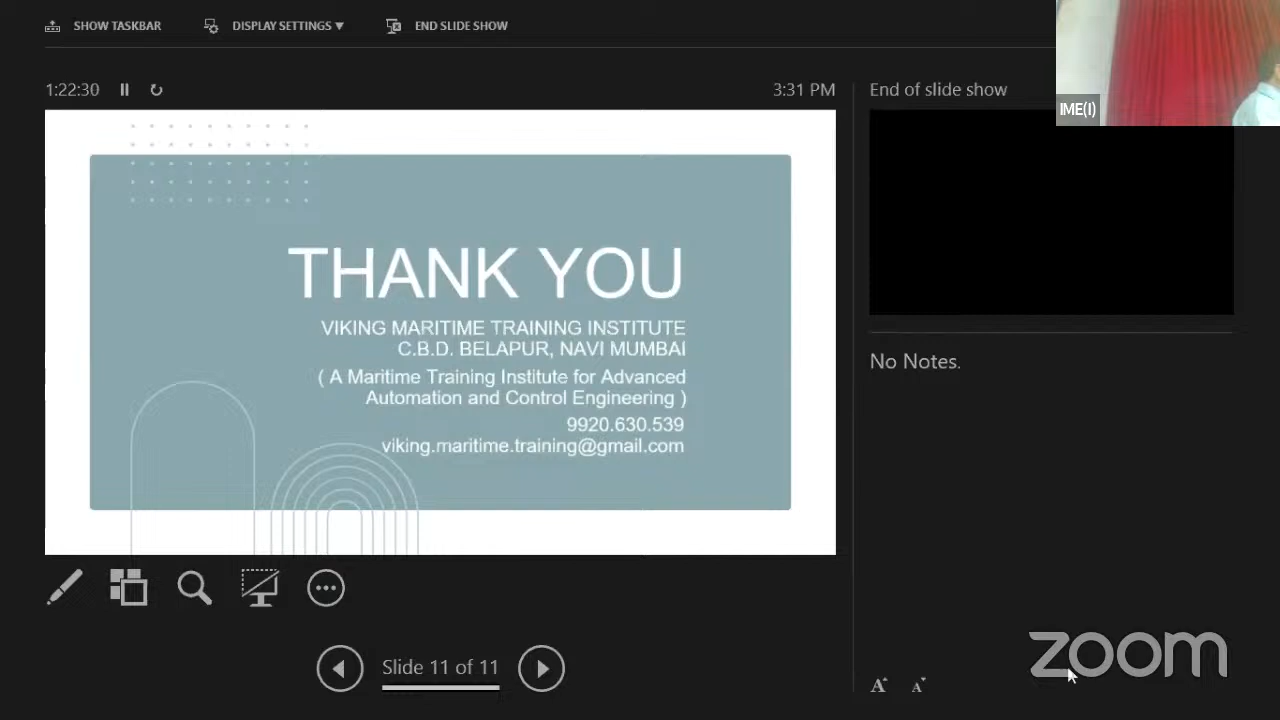 SHOW TASKBAR
DISPLAY SETTINGS ▼
END SLIDE SHOW
1:22:30
3:31 PM
End of slide show
IME(I)
THANK YOU
VIKING MARITIME TRAINING INSTITUTE
C.B.D. BELAPUR, NAVI MUMBAI
( A Maritime Training Institute for Advanced
Automation and Control Engineering )
9920.630.539
viking.maritime.training@gmail.com
No Notes.
Slide 11 of 11
A A
zoom